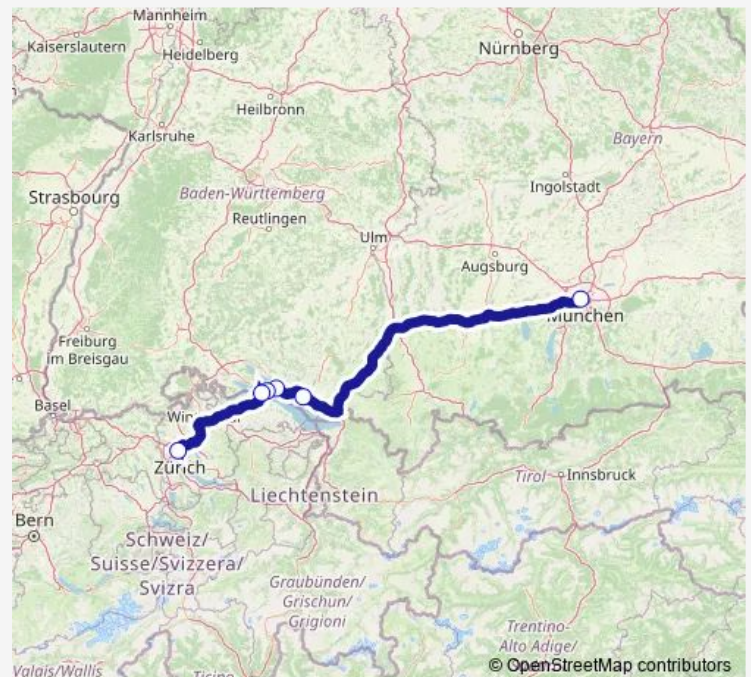 Mannheim
Kaiserslautern
Heidelberg
Nürnberg
Heilbronn
Karlsruhe
Bayern
Ingolstadt
Strasbourg
Baden-Württemberg
Reutlingen
Ulm
Augsburg
München
Freiburg
im Breisgau
Basel
Zürich
Liechtenstein
Tirol
Innsbruck
Bern
Schweiz/
Suisse/Svizzera/
Svizra
Graubünden/
Grischun/
Grigioni
Trentino-
Alto Adige/
Valais/Wallis
Ticino
© OpenStreetMap contributors